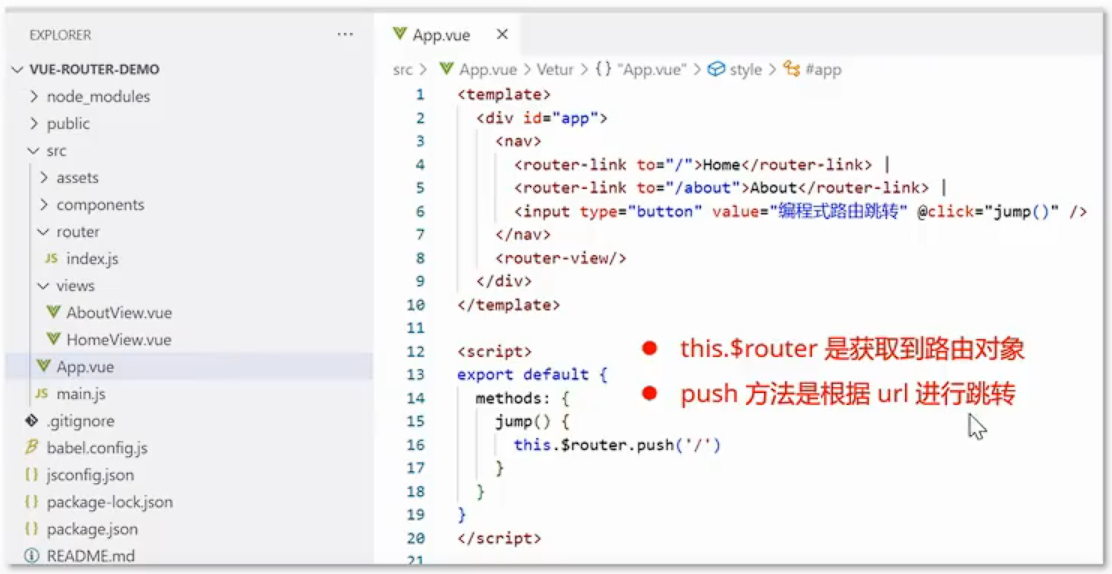 EXPLORER
···
VUE-ROUTER-DEMO
node_modules
public
src
assets
components
router
JS index.js
views
AboutView.vue
HomeView.vue
App.vue
JS main.js
.gitignore
babel.config.js
{} jsconfig.json
{} package-lock.json
{} package.json
README.md
App.vue ×
src > App.vue > Vetur > {} "App.vue" > style > #app
1 <template>
2 <div id="app">
3 <nav>
4 <router-link to="/">Home</router-link> |
5 <router-link to="/about">About</router-link> |
6 <input type="button" value="编程式路由跳转" @click="jump()" />
7 </nav>
8 <router-view/>
9 </div>
10 </template>
11
12 <script>
13 export default {
14 methods: {
15 jump() {
16 this.$router.push('/')
17 }
18 }
19 }
20 </script>
21
● this.$router 是获取到路由对象
● push 方法是根据 url 进行跳转